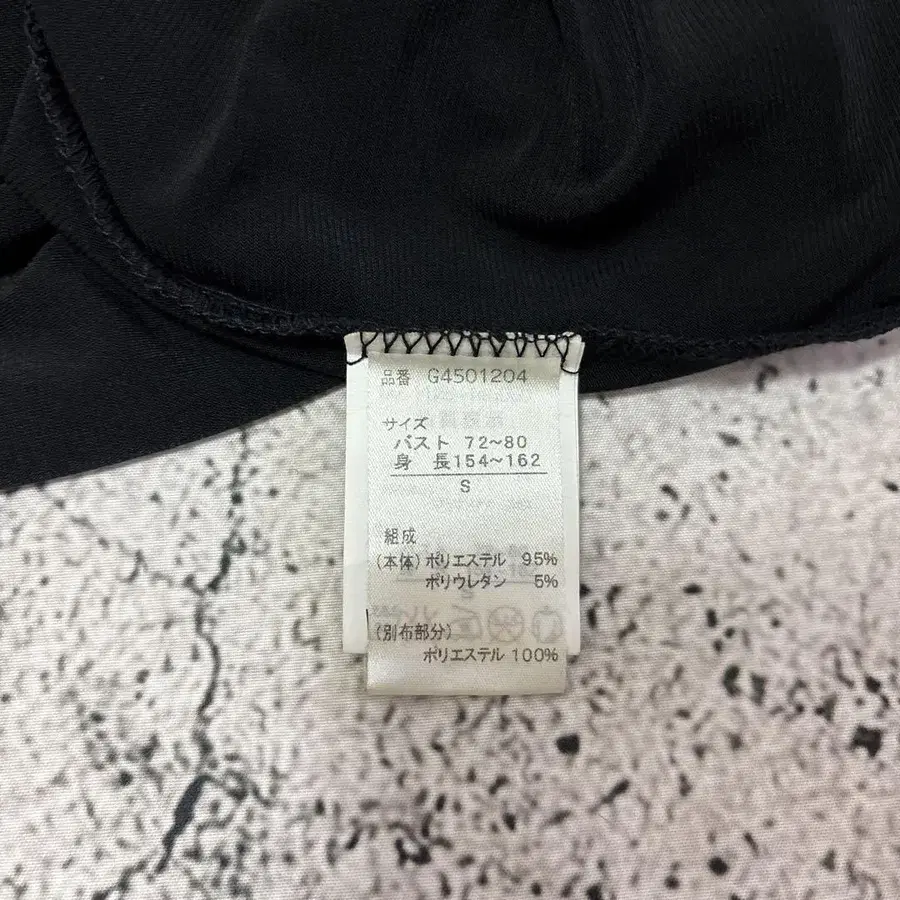 品番 G4501204
サイズ
バスト 72~80
身 長154~162
S
組成
(本体) ポリエステル 95%
ポリウレタン 5%
(別布部分)
ポリエステル 100%